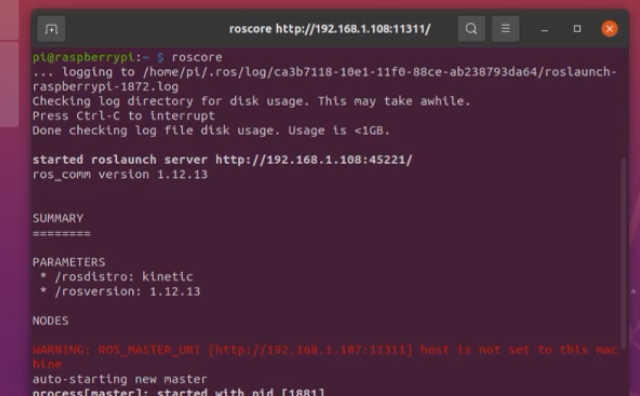 roscore http://192.168.1.108:11311/
pi@raspberrypi:~ $ roscore
... logging to /home/pi/.ros/log/ca3b7118-10e1-11f0-88ce-ab238793da64/roslaunch-
raspberrypi-1872.log
Checking log directory for disk usage. This may take awhile.
Press Ctrl-C to interrupt
Done checking log file disk usage. Usage is <1GB.
started roslaunch server http://192.168.1.108:45221/
ros_comm version 1.12.13
SUMMARY
========
PARAMETERS
* /rosdistro: kinetic
* /rosversion: 1.12.13
NODES
WARNING: ROS_MASTER_URI [http://192.168.1.107:11311] host is not set to this mac
hine
auto-starting new master
process[master]: started with pid [1881]